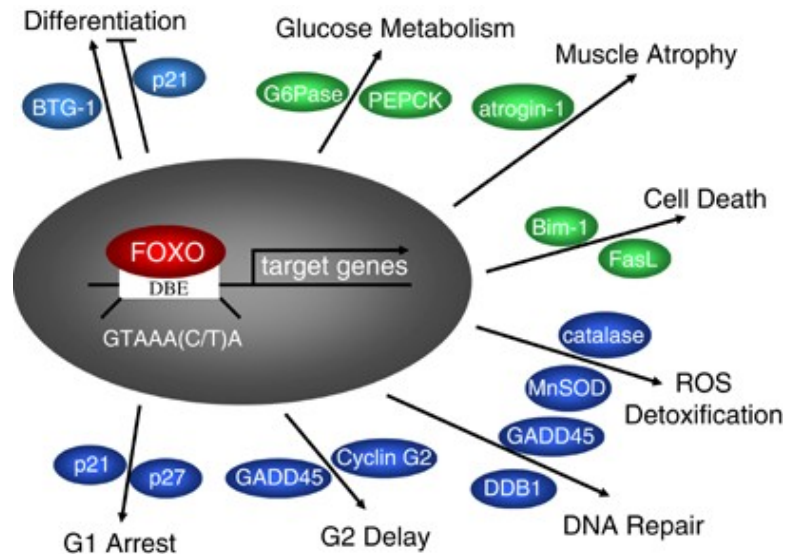 Differentiation
Glucose Metabolism
Muscle Atrophy
BTG-1
p21
G6Pase
PEPCK
atrogin-1
Cell Death
Bim-1
FasL
FOXO
DBE
target genes
GTAAA(C/T)A
catalase
MnSOD
ROS
Detoxification
GADD45
DDB1
DNA Repair
p21
p27
G1 Arrest
GADD45
Cyclin G2
G2 Delay